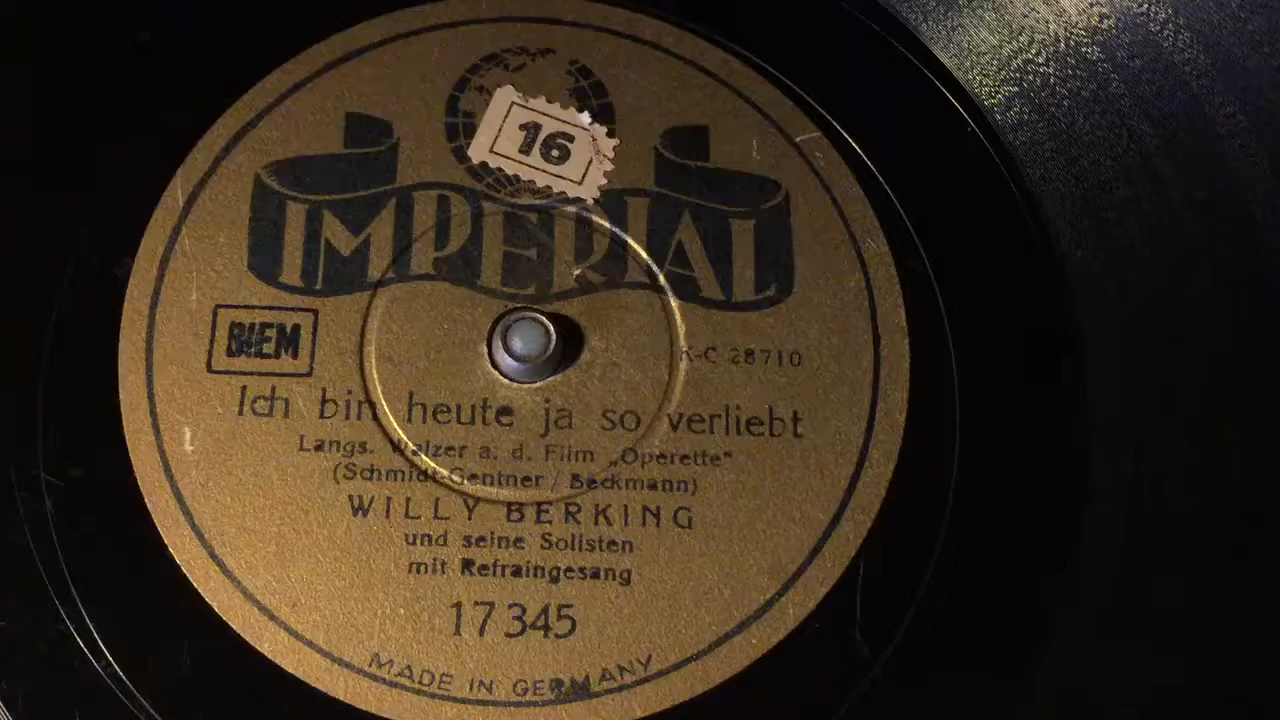 16
IMPERIAL
BIEM
K-C 28710
Ich bin heute ja so verliebt
Langs. Walzer a. d. Film „Operette"
(Schmidt-Gentner / Beckmann)
WILLY BERKING
und seine Solisten
mit Refraingesang
17345
MADE IN GERMANY